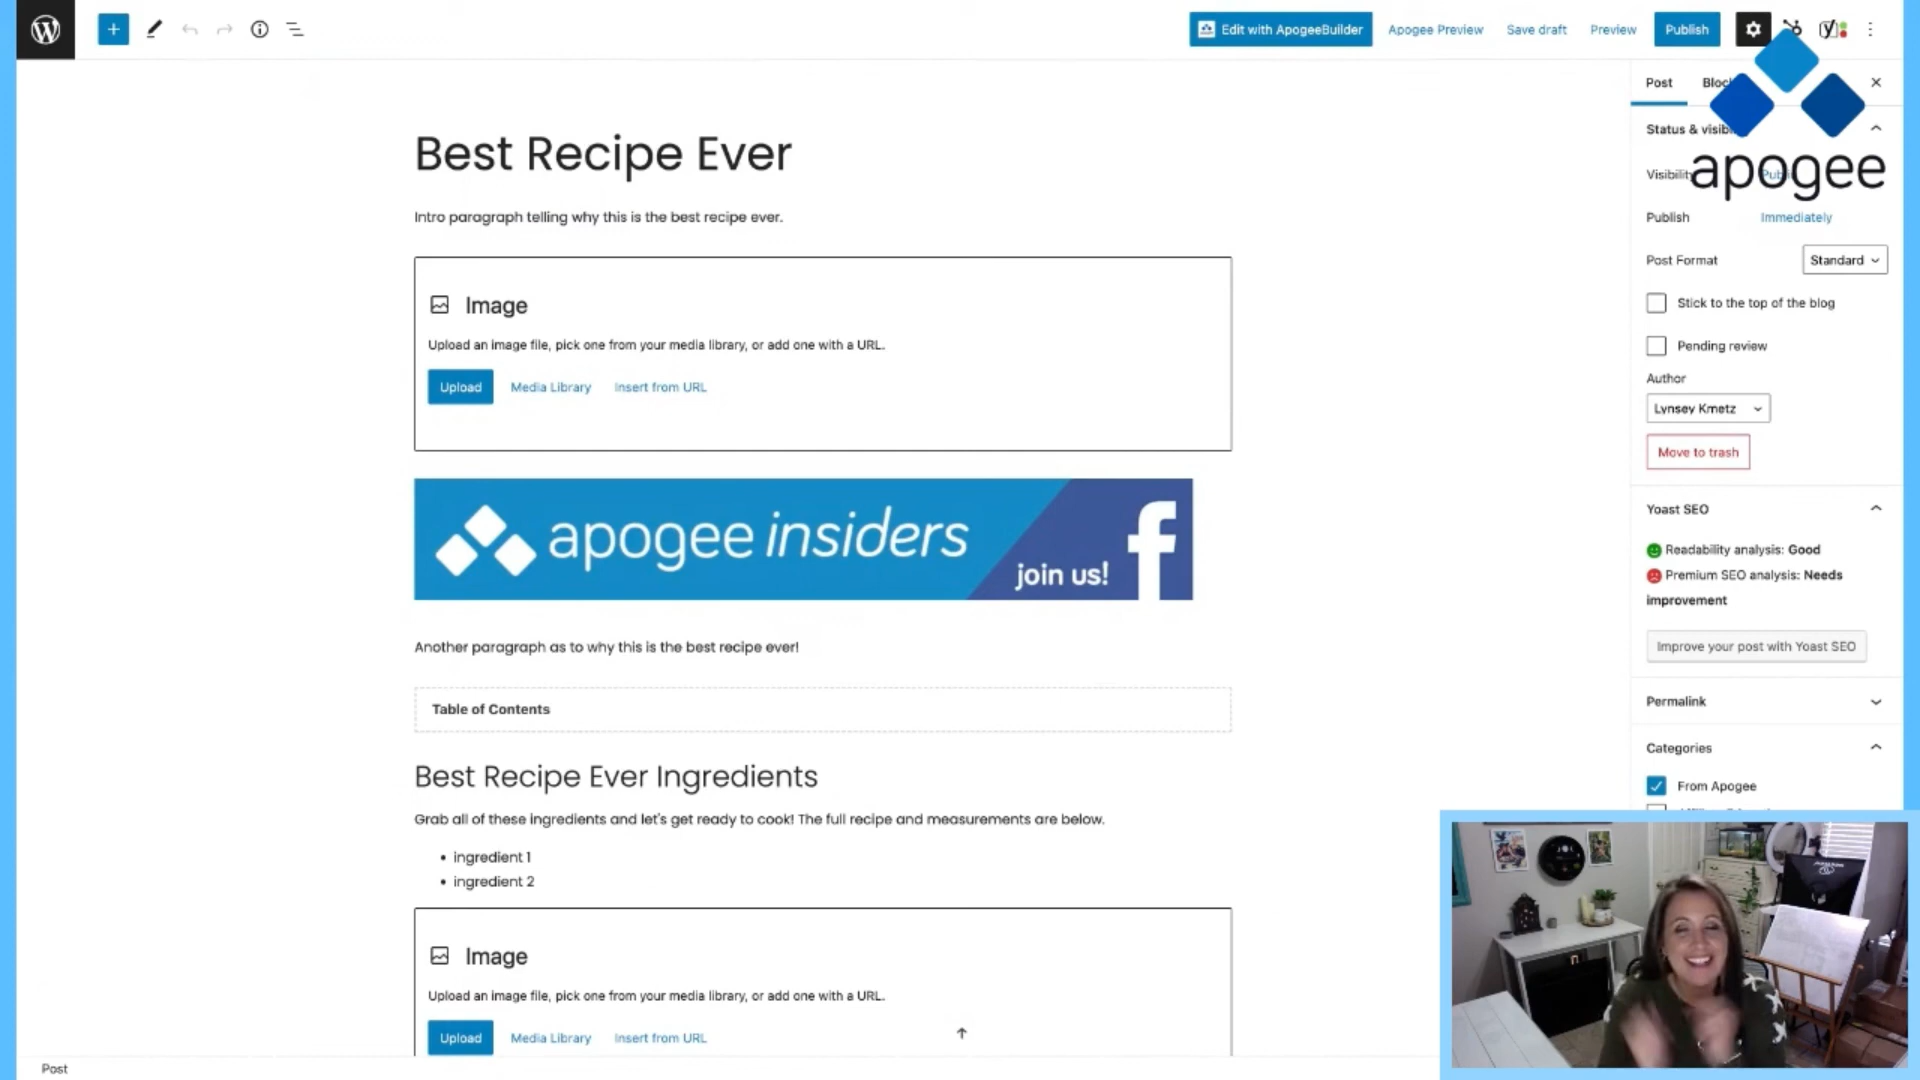 Edit with ApogeeBuilder
Apogee Preview
Save draft
Preview
Publish
Post
Status &
apogee
Publish
Immediately
Post Format
Standard
Stick to the top of the blog
Pending review
Author
Lynsey Kmetz
Move to trash
Yoast SEO
Readability analysis: Good
Premium SEO analysis: Needs
improvement
Improve your post with Yoast SEO
Permalink
Categories
From Apogee
Best Recipe Ever
Intro paragraph telling why this is the best recipe ever.
Image
Upload an image file, pick one from your media library, or add one with a URL.
Upload
Media Library
Insert from URL
apogee insiders
join us!
Another paragraph as to why this is the best recipe ever!
Table of Contents
Best Recipe Ever Ingredients
Grab all of these ingredients and let's get ready to cook! The full recipe and measurements are below.
ingredient 1
ingredient 2
Image
Upload an image file, pick one from your media library, or add one with a URL.
Upload
Media Library
Insert from URL
Post